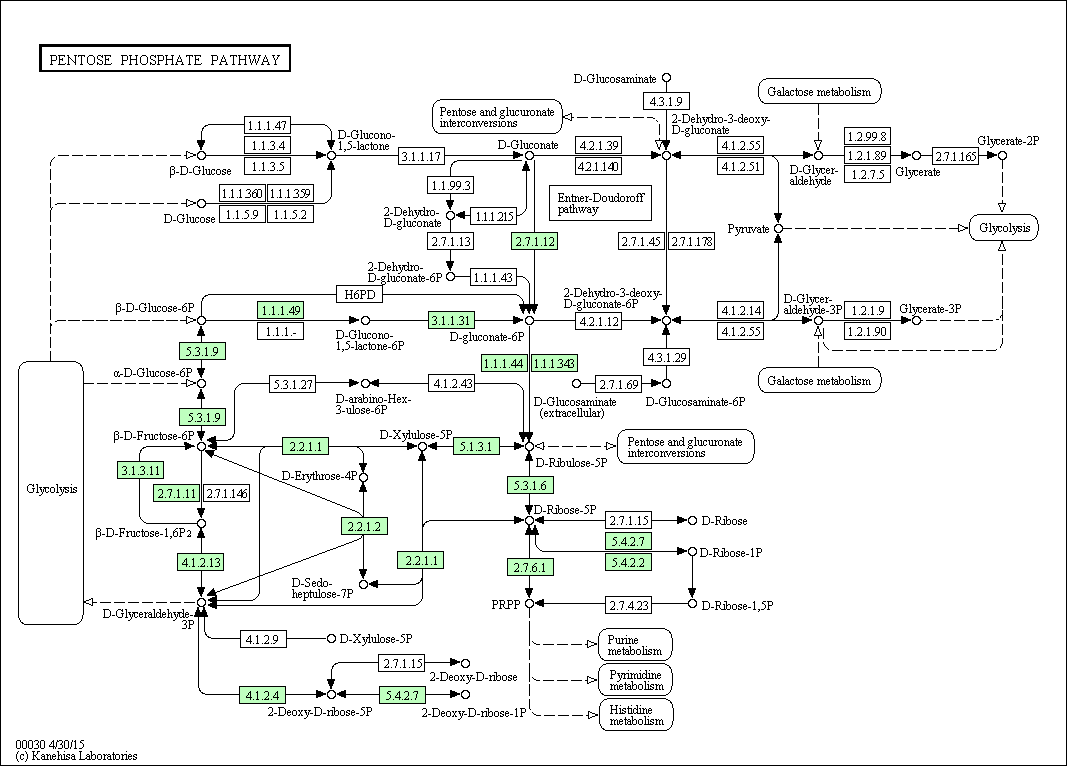 PENTOSE PHOSPHATE PATHWAY
D-Glucosaminate
4.3.1.9
Galactose metabolism
Pentose and glucuronate
interconversions
2-Dehydro-3-deoxy-
D-gluconate
1.1.1.47
1.1.3.4
1.1.3.5
D-Glucono-
1,5-lactone
3.1.1.17
D-Gluconate
4.2.1.39
4.2.1.140
4.1.2.55
4.1.2.51
1.2.99.8
1.2.1.89
1.2.7.5
Glycerate-2P
2.7.1.165
β-D-Glucose
D-Glycer-
aldehyde
Glycerate
1.1.1.360
1.1.1.359
1.1.5.9
1.1.5.2
D-Glucose
1.1.99.3
2-Dehydro-
D-gluconate
1.1.1.215
Entner-Doudoroff
pathway
2.7.1.13
2.7.1.12
2.7.1.45
2.7.1.178
Pyruvate
Glycolysis
2-Dehydro-
D-gluconate-6P
1.1.1.43
H6PD
β-D-Glucose-6P
1.1.1.49
1.1.1.-
D-Glucono-
1,5-lactone-6P
3.1.1.31
D-gluconate-6P
2-Dehydro-3-deoxy-
D-gluconate-6P
4.2.1.12
4.1.2.14
4.1.2.55
D-Glycer-
aldehyde-3P
1.2.1.9
1.2.1.90
Glycerate-3P
5.3.1.9
1.1.1.44
1.1.1.343
4.3.1.29
Galactose metabolism
α-D-Glucose-6P
5.3.1.27
D-arabino-Hex-
3-ulose-6P
4.1.2.43
2.7.1.69
D-Glucosaminate
(extracellular)
D-Glucosaminate-6P
5.3.1.9
β-D-Fructose-6P
2.2.1.1
D-Xylulose-5P
5.1.3.1
D-Ribulose-5P
Pentose and glucuronate
interconversions
3.1.3.11
2.7.1.11
2.7.1.146
D-Erythrose-4P
5.3.1.6
Glycolysis
β-D-Fructose-1,6P2
2.2.1.2
D-Ribose-5P
2.7.1.15
D-Ribose
5.4.2.7
5.4.2.2
D-Ribose-1P
4.1.2.13
2.2.1.1
2.7.6.1
D-Sedo-
heptulose-7P
D-Glyceraldehyde-
3P
PRPP
2.7.4.23
D-Ribose-1,5P
4.1.2.9
D-Xylulose-5P
Purine
metabolism
2.7.1.15
2-Deoxy-D-ribose
Pyrimidine
metabolism
4.1.2.4
2-Deoxy-D-ribose-5P
5.4.2.7
2-Deoxy-D-ribose-1P
Histidine
metabolism
00030 4/30/15
(c) Kanehisa Laboratories